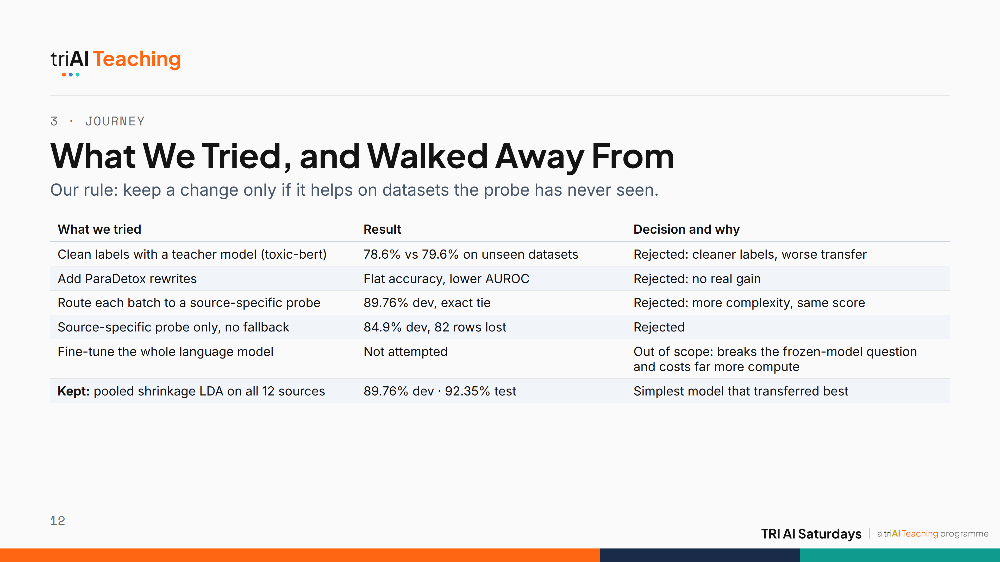 triAI Teaching
3 · JOURNEY
What We Tried, and Walked Away From
Our rule: keep a change only if it helps on datasets the probe has never seen.
What we tried Result Decision and why
Clean labels with a teacher model (toxic-bert) 78.6% vs 79.6% on unseen datasets Rejected: cleaner labels, worse transfer
Add ParaDetox rewrites Flat accuracy, lower AUROC Rejected: no real gain
Route each batch to a source-specific probe 89.76% dev, exact tie Rejected: more complexity, same score
Source-specific probe only, no fallback 84.9% dev, 82 rows lost Rejected
Fine-tune the whole language model Not attempted Out of scope: breaks the frozen-model question
and costs far more compute
Kept: pooled shrinkage LDA on all 12 sources 89.76% dev · 92.35% test Simplest model that transferred best
12
TRI AI Saturdays a triAI Teaching programme